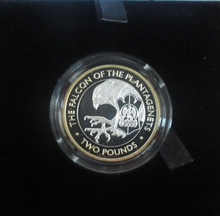 THE FALCON OF THE PLANTAGENETS
TWO POUNDS